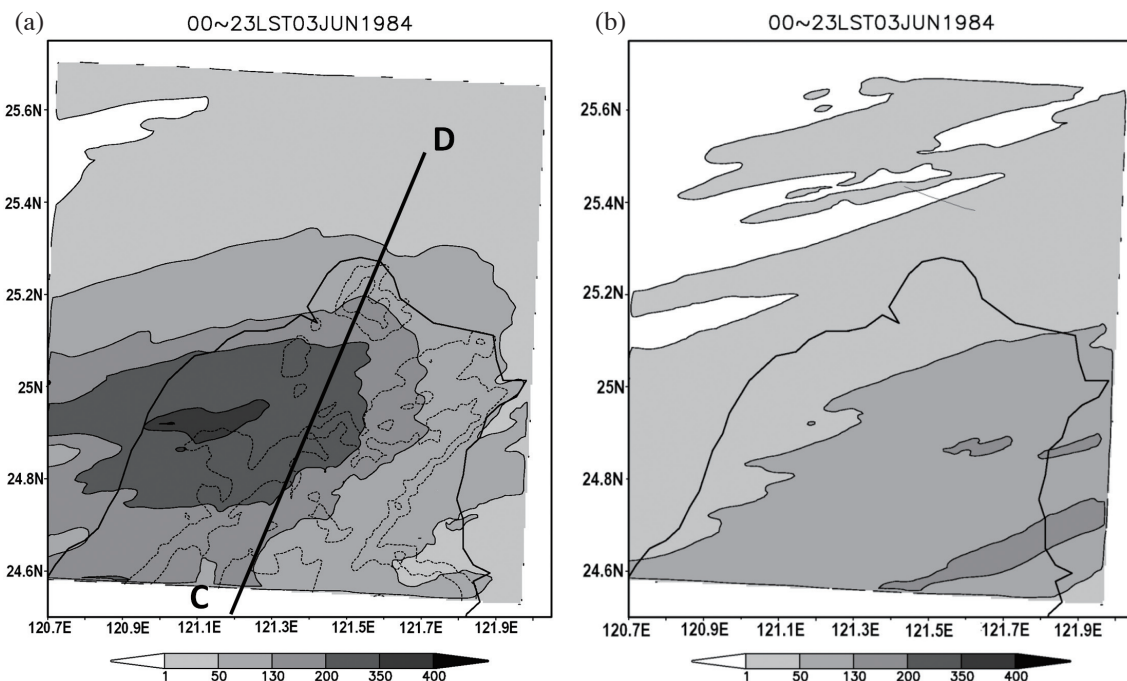 (a)
00~23LST03JUN1984
25.6N
25.4N
25.2N
25N
24.8N
24.6N
D
C
120.7E 120.9E 121.1E 121.3E 121.5E 121.7E 121.9E
1 50 130 200 350 400
(b)
00~23LST03JUN1984
25.6N
25.4N
25.2N
25N
24.8N
24.6N
120.7E 120.9E 121.1E 121.3E 121.5E 121.7E 121.9E
1 50 130 200 350 400